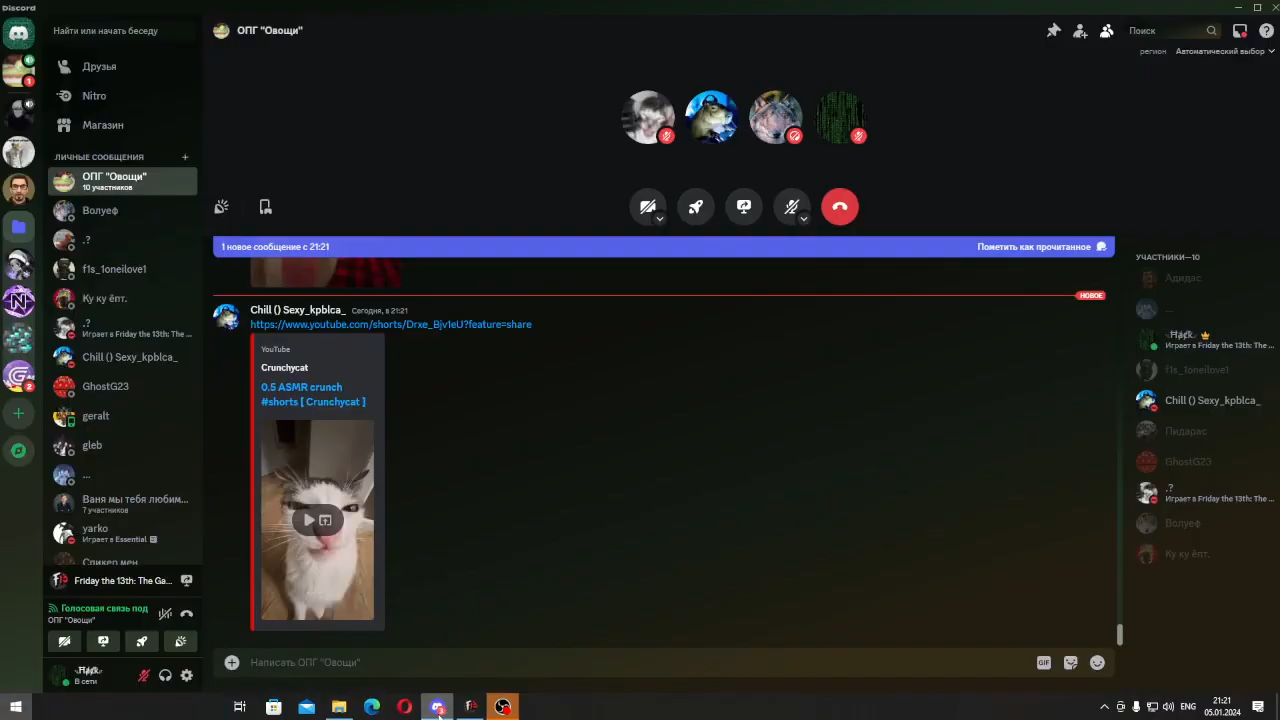 Discord
Найти или начать беседу
ОПГ "Овощи"
Поиск
регион Автоматический выбор
Друзья
Nitro
Магазин
ЛИЧНЫЕ СООБЩЕНИЯ
ОПГ "Овощи"
10 участников
Волуеф
.?
f1s_1oneilove1
Ку ку ёпт.
.?
Играет в Friday the 13th: The ...
Chill () Sexy_kpblca_
GhostG23
geralt
gleb
...
Ваня мы тебя любим...
7 участников
yarko
Играет в Essential
Спикер мен
Friday the 13th: The Ga...
Голосовая связь под
ОПГ "Овощи"
В сети
1
2
1 новое сообщение с 21:21
Пометить как прочитанное
НОВОЕ
Chill () Sexy_kpblca_ Сегодня, в 21:21
https://www.youtube.com/shorts/Drxe_Bjv1eU?feature=share
YouTube
Crunchycat
0.5 ASMR crunch
#shorts [ Crunchycat ]
Написать ОПГ "Овощи"
GIF
УЧАСТНИКИ—10
Адидас
...
Играет в Friday the 13th: The ...
f1s_1oneilove1
Chill () Sexy_kpblca_
Пидарас
GhostG23
.?
Играет в Friday the 13th: The ...
Волуеф
Ку ку ёпт.
ENG
21:21
05.01.2024